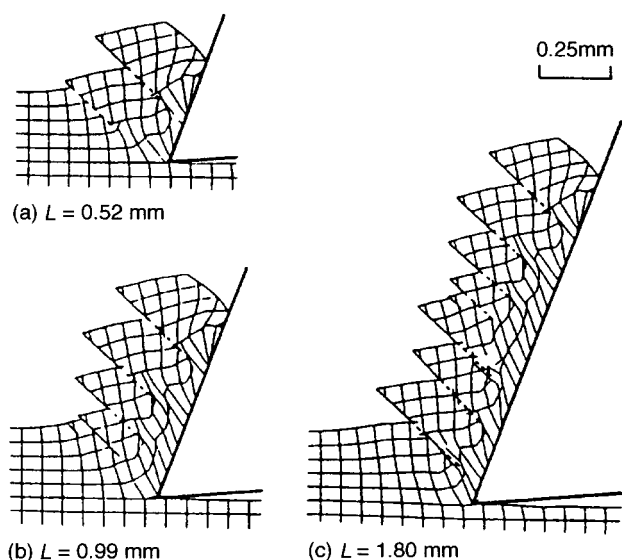 0.25mm
(a) L = 0.52 mm
(b) L = 0.99 mm
(c) L = 1.80 mm